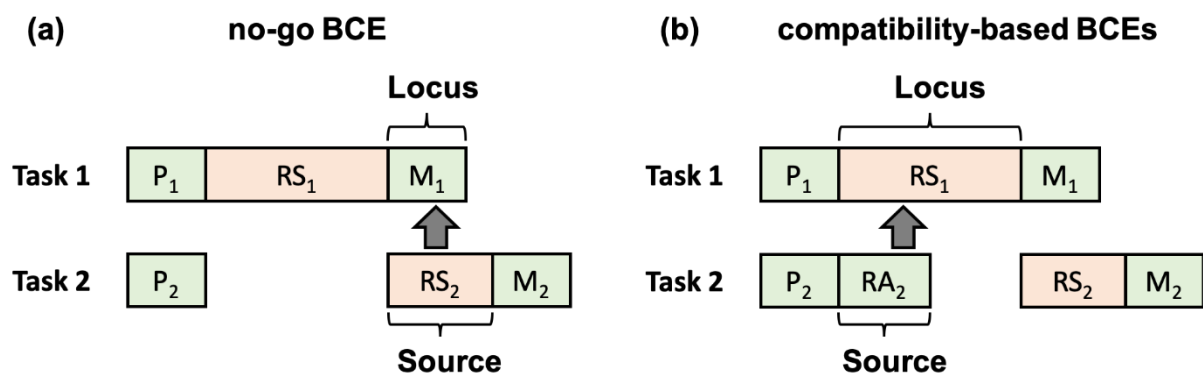 (a) no-go BCE
Locus
Task 1 P₁ RS₁ M₁
Task 2 P₂ RS₂ M₂
Source
(b) compatibility-based BCEs
Locus
Task 1 P₁ RS₁ M₁
Task 2 P₂ RA₂ RS₂ M₂
Source